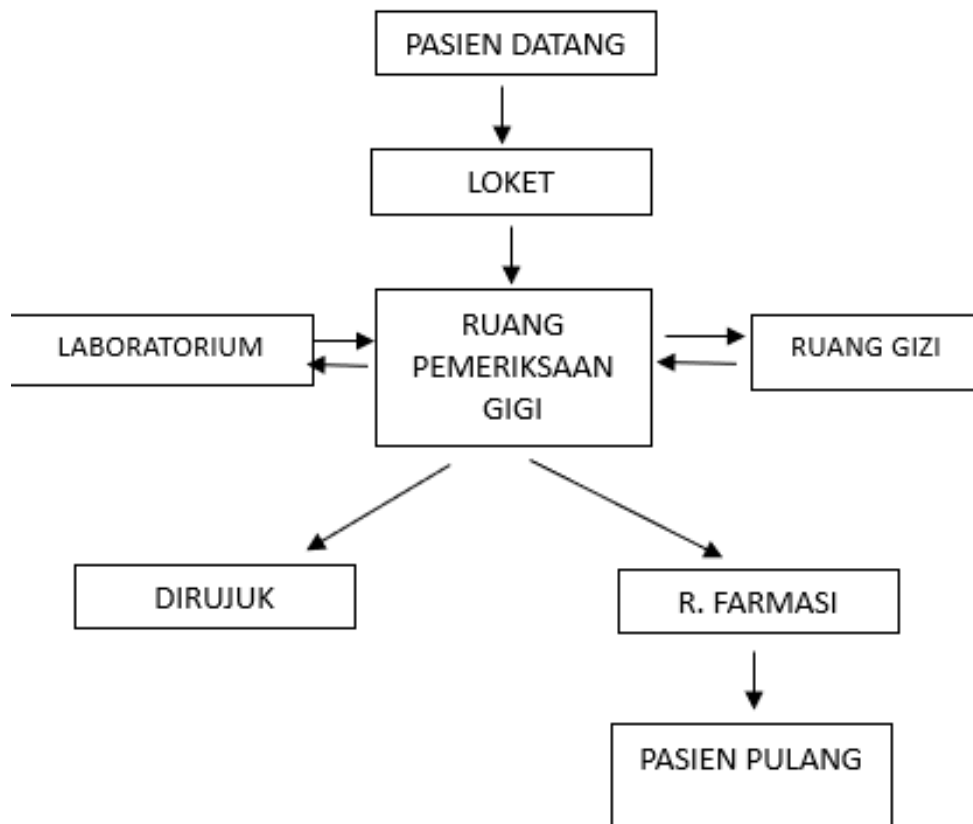 PASIEN DATANG
LOKET
LABORATORIUM
RUANG
PEMERIKSAAN
GIGI
RUANG GIZI
DIRUJUK
R. FARMASI
PASIEN PULANG